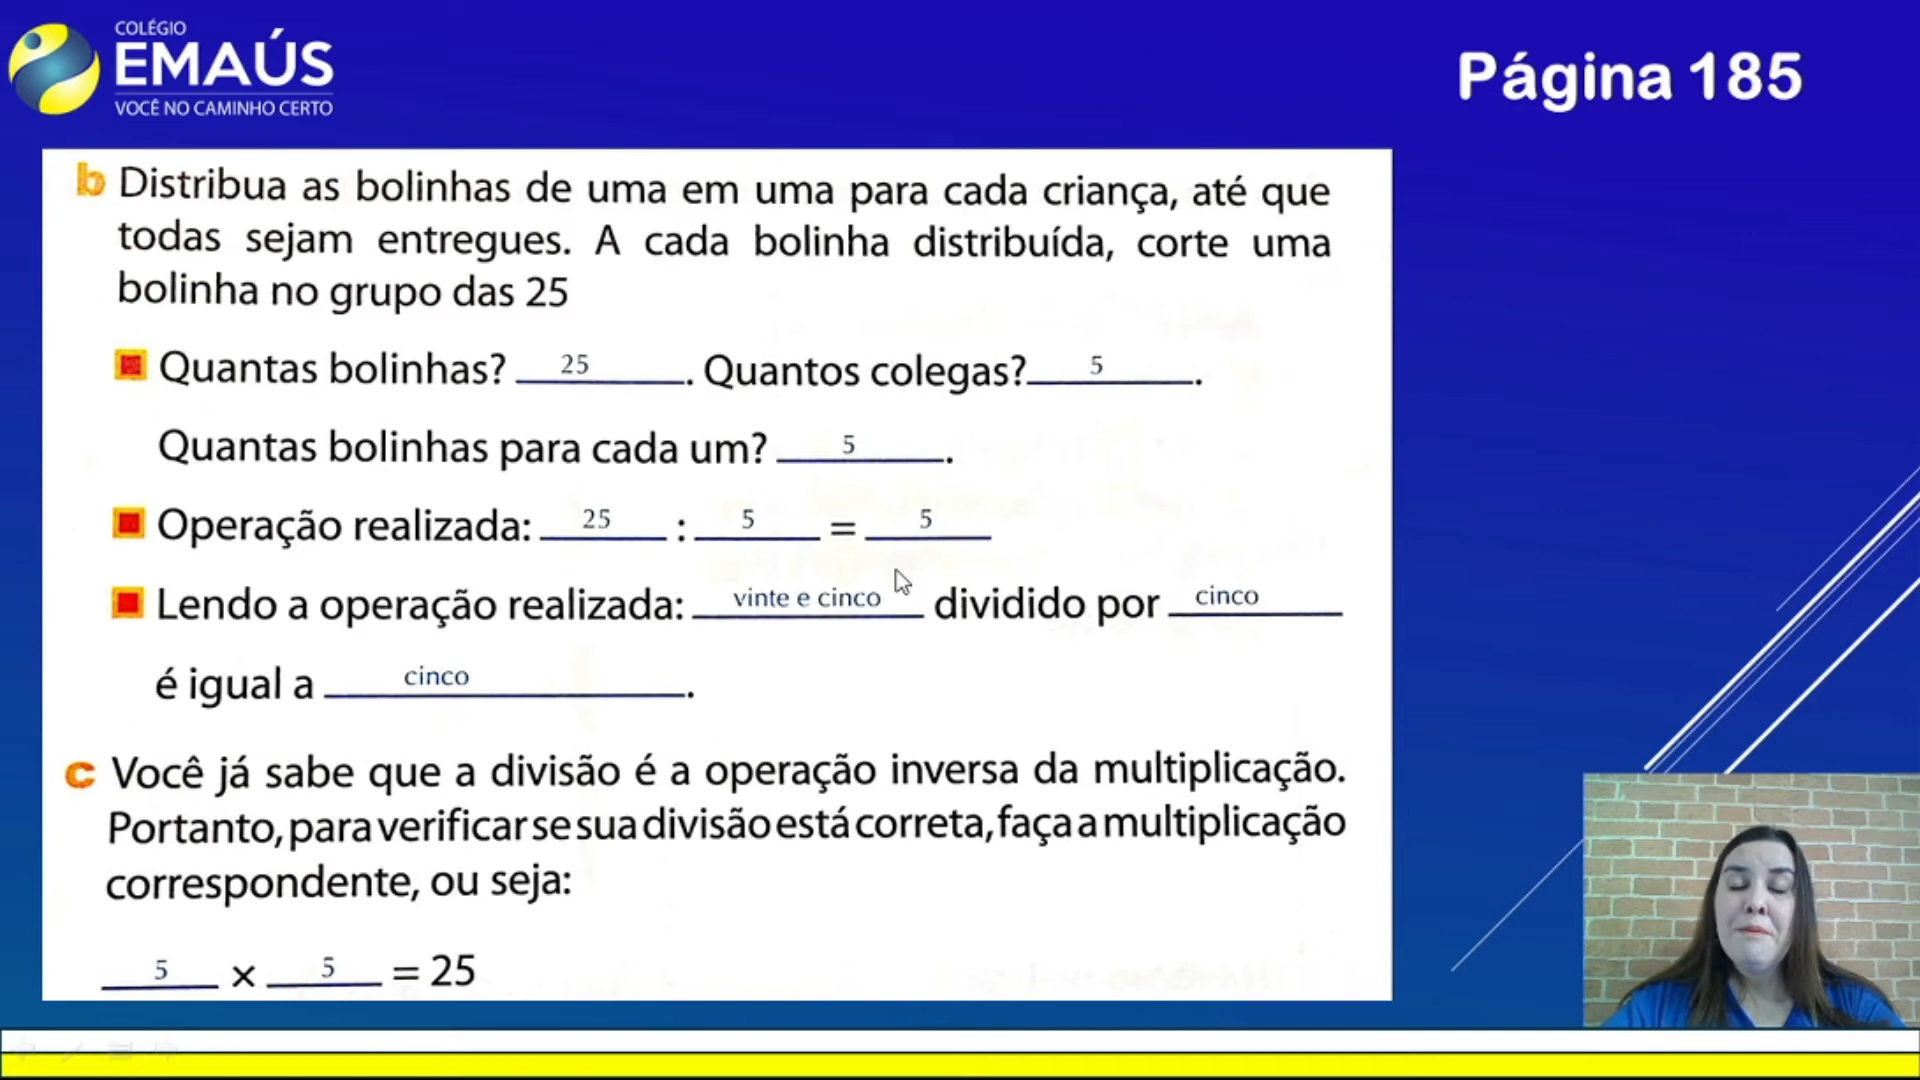 COLÉGIO
EMAÚS
VOCÊ NO CAMINHO CERTO
Página 185
b Distribua as bolinhas de uma em uma para cada criança, até que
todas sejam entregues. A cada bolinha distribuída, corte uma
bolinha no grupo das 25
Quantas bolinhas? 25. Quantos colegas? 5.
Quantas bolinhas para cada um? 5.
Operação realizada: 25 : 5 = 5
Lendo a operação realizada: vinte e cinco dividido por cinco
é igual a cinco.
c Você já sabe que a divisão é a operação inversa da multiplicação.
Portanto, para verificar se sua divisão está correta, faça a multiplicação
correspondente, ou seja:
5 × 5 = 25